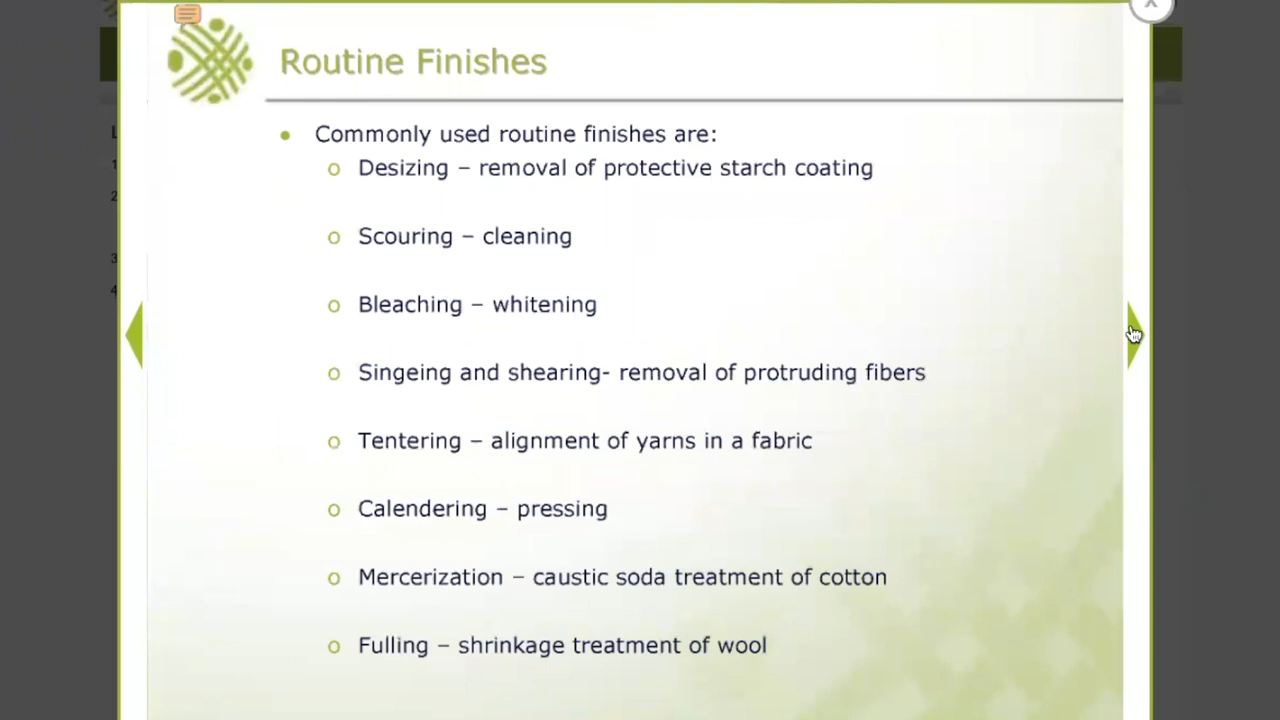 Routine Finishes
Commonly used routine finishes are:
Desizing – removal of protective starch coating
Scouring – cleaning
Bleaching – whitening
Singeing and shearing- removal of protruding fibers
Tentering – alignment of yarns in a fabric
Calendering – pressing
Mercerization – caustic soda treatment of cotton
Fulling – shrinkage treatment of wool